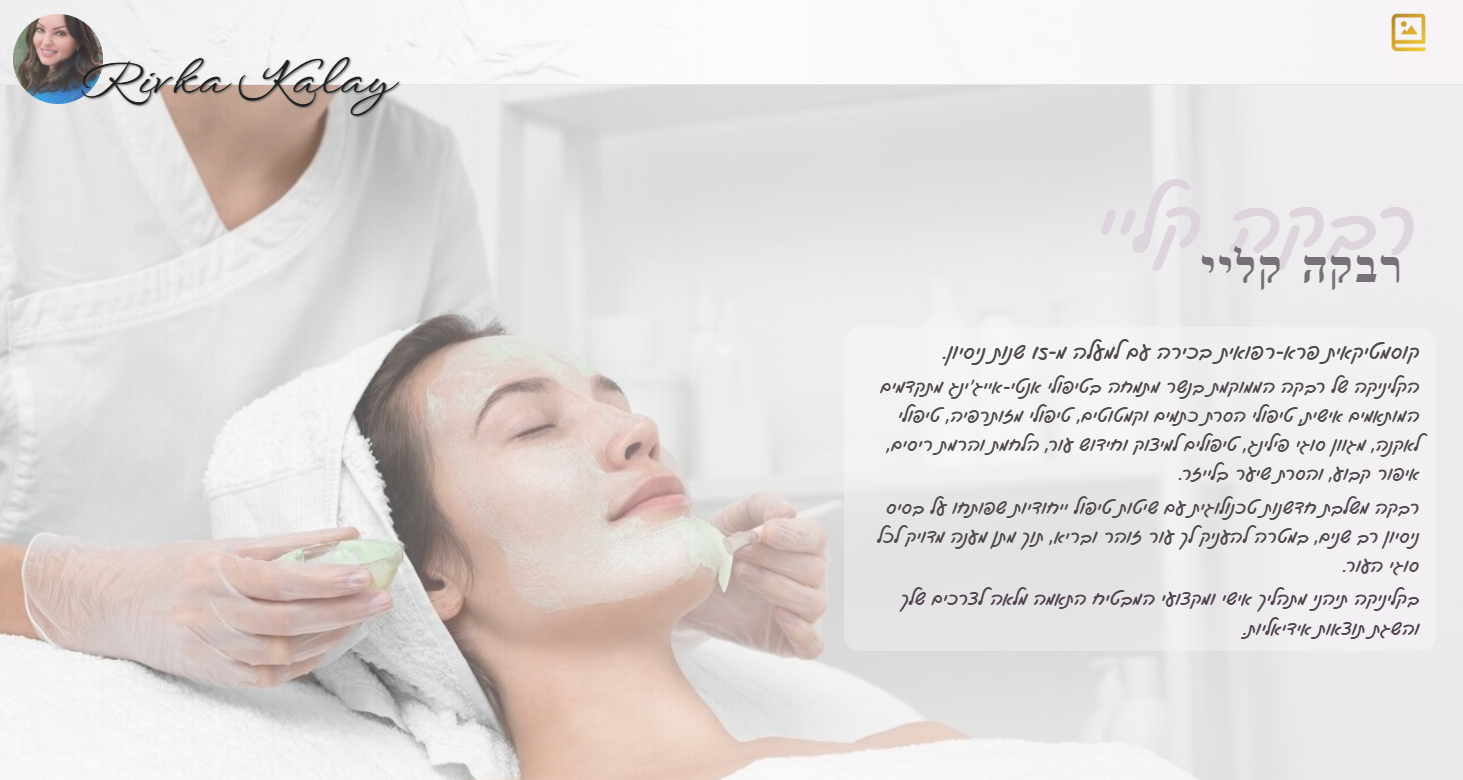 Rivka Kalay
רבקה קליי
רבקה קליי
קוסמטיקאית פרא-רפואית בכירה עם למעלה מ-15 שנות ניסיון.
הקליניקה של רבקה הממוקמת בנשר מתמחה בטיפולי אנטי-אייג'ינג מתקדמים
המותאמים אישית, טיפולי הסרת כתמים וקמטוטים, טיפולי מזותרפיה, טיפולי
לאקנה, מגוון סוגי פילינג, טיפולים למיצוק וחידוש עור, הלחמת והרמת ריסים,
איפור קבוע, והסרת שיער בלייזר.
רבקה משלבת חדשנות טכנולוגית עם שיטות טיפול ייחודיות שפותחו על בסיס
ניסיון רב שנים, במטרה להעניק לך עור זוהר ובריא, תוך מתן מענה מדויק לכל
סוגי העור.
בקליניקה תיהני מתהליך אישי ומקצועי המבטיח התאמה מלאה לצרכים שלך
והשגת תוצאות אידיאליות.